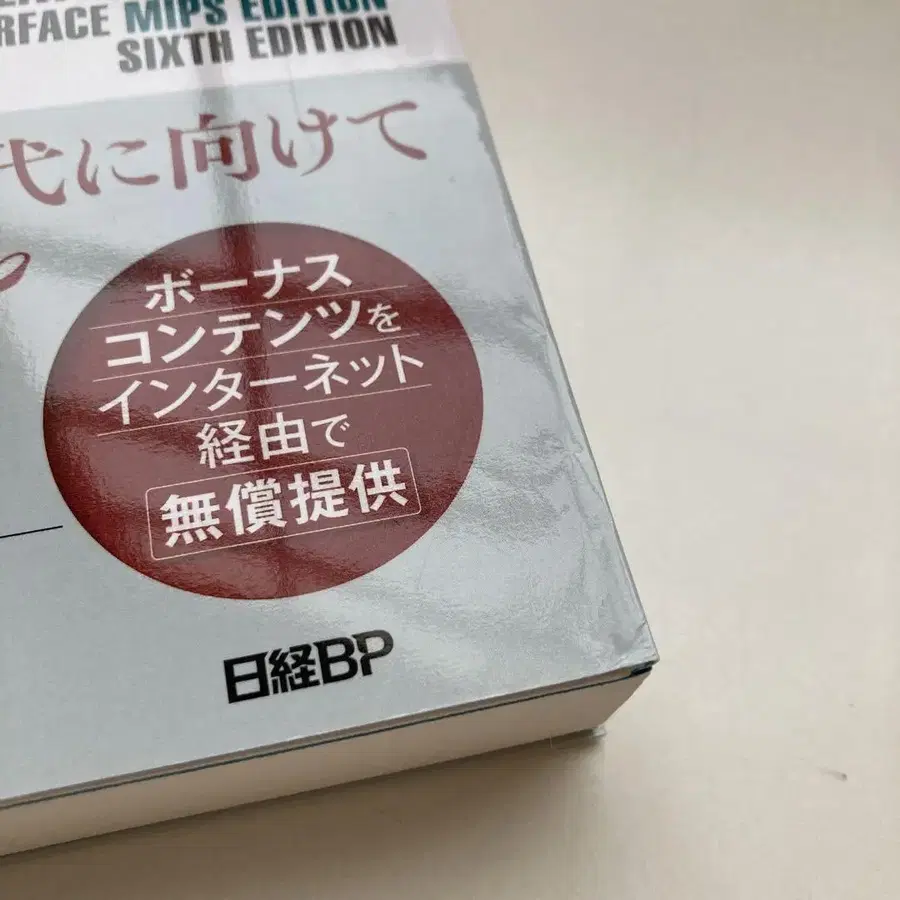 RFACE MIPS EDITION
SIXTH EDITION
代に向けて
ボーナス
コンテンツを
インターネット
経由で
無償提供
日経BP